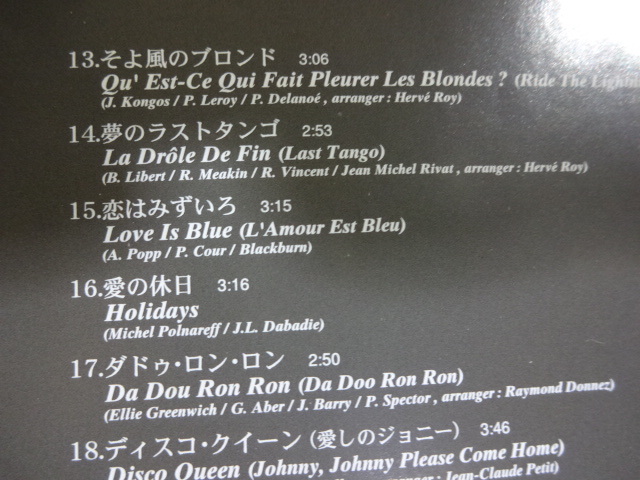 13.そよ風のブロンド 3:06
Qu' Est-Ce Qui Fait Pleurer Les Blondes ? (Ride The
(J. Kongos / P. Leroy / P. Delanoé , arranger : Hervé Roy)
14.夢のラストタンゴ 2:53
La Drôle De Fin (Last Tango)
(B. Libert / R. Meakin / R. Vincent / Jean Michel Rivat , arranger : Hervé Roy)
15.恋はみずいろ 3:15
Love Is Blue (L'Amour Est Bleu)
(A. Popp / P. Cour / Blackburn)
16.愛の休日 3:16
Holidays
(Michel Polnareff / J.L. Dabadie)
17.ダドゥ・ロン・ロン 2:50
Da Dou Ron Ron (Da Doo Ron Ron)
(Ellie Greenwich / G. Aber / J. Barry / P. Spector , arranger : Raymond Donnez)
18.ディスコ・クイーン (愛しのジョニー) 3:46
Disco Queen (Johnny, Johnny Please Come Home)
Jean-Claude Petit)